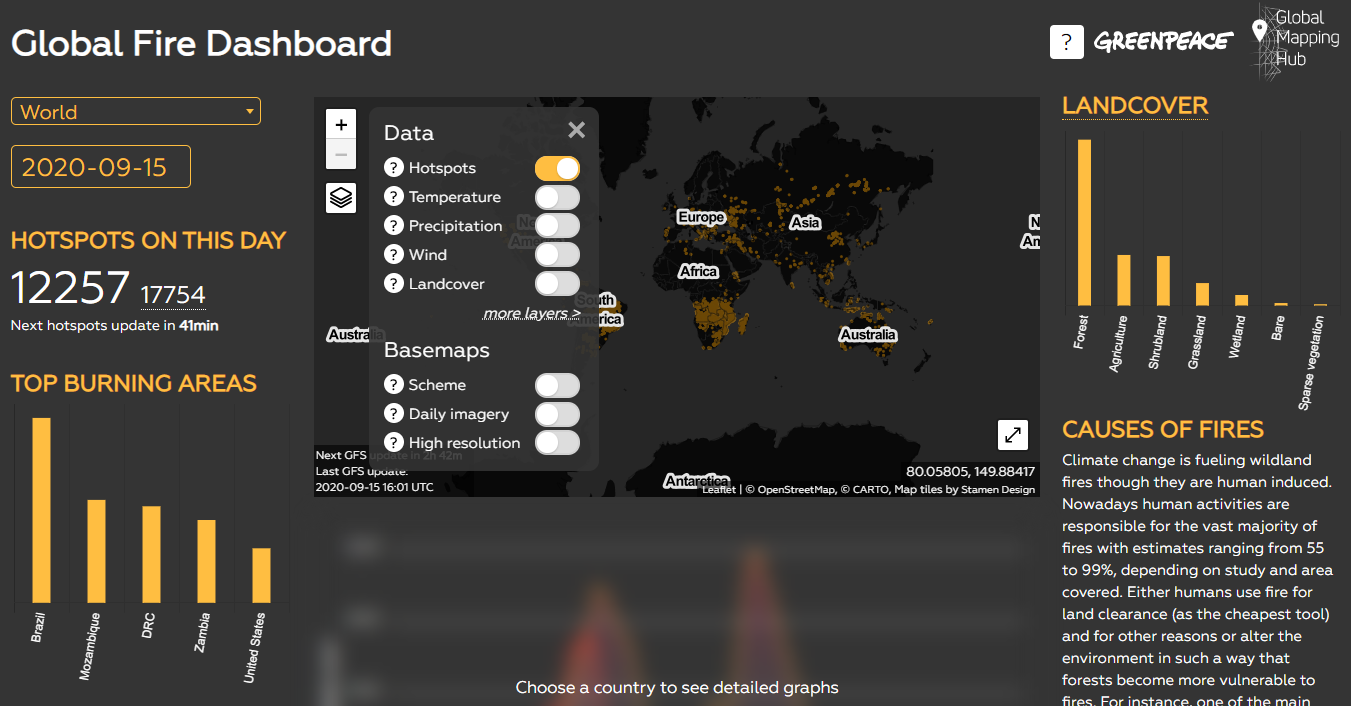 Global Fire Dashboard
?
GREENPEACE
Global
Mapping
Hub
World
2020-09-15
HOTSPOTS ON THIS DAY
12257 17754
Next hotspots update in 41min
TOP BURNING AREAS
Brazil
Mozambique
DRC
Zambia
United States
+
−
Data
? Hotspots
? Temperature
? Precipitation
? Wind
? Landcover
more layers >
Basemaps
? Scheme
? Daily imagery
? High resolution
Europe
Asia
Africa
South
America
Australia
Australia
Antarctica
Next GFS update in 2h 42m
Last GFS update:
2020-09-15 16:01 UTC
80.05805, 149.88417
Leaflet | © OpenStreetMap, © CARTO, Map tiles by Stamen Design
Choose a country to see detailed graphs
LANDCOVER
Forest
Agriculture
Shrubland
Grassland
Wetland
Bare
Sparse vegetation
CAUSES OF FIRES
Climate change is fueling wildland
fires though they are human induced.
Nowadays human activities are
responsible for the vast majority of
fires with estimates ranging from 55
to 99%, depending on study and area
covered. Either humans use fire for
land clearance (as the cheapest tool)
and for other reasons or alter the
environment in such a way that
forests become more vulnerable to
fires. For instance, one of the main